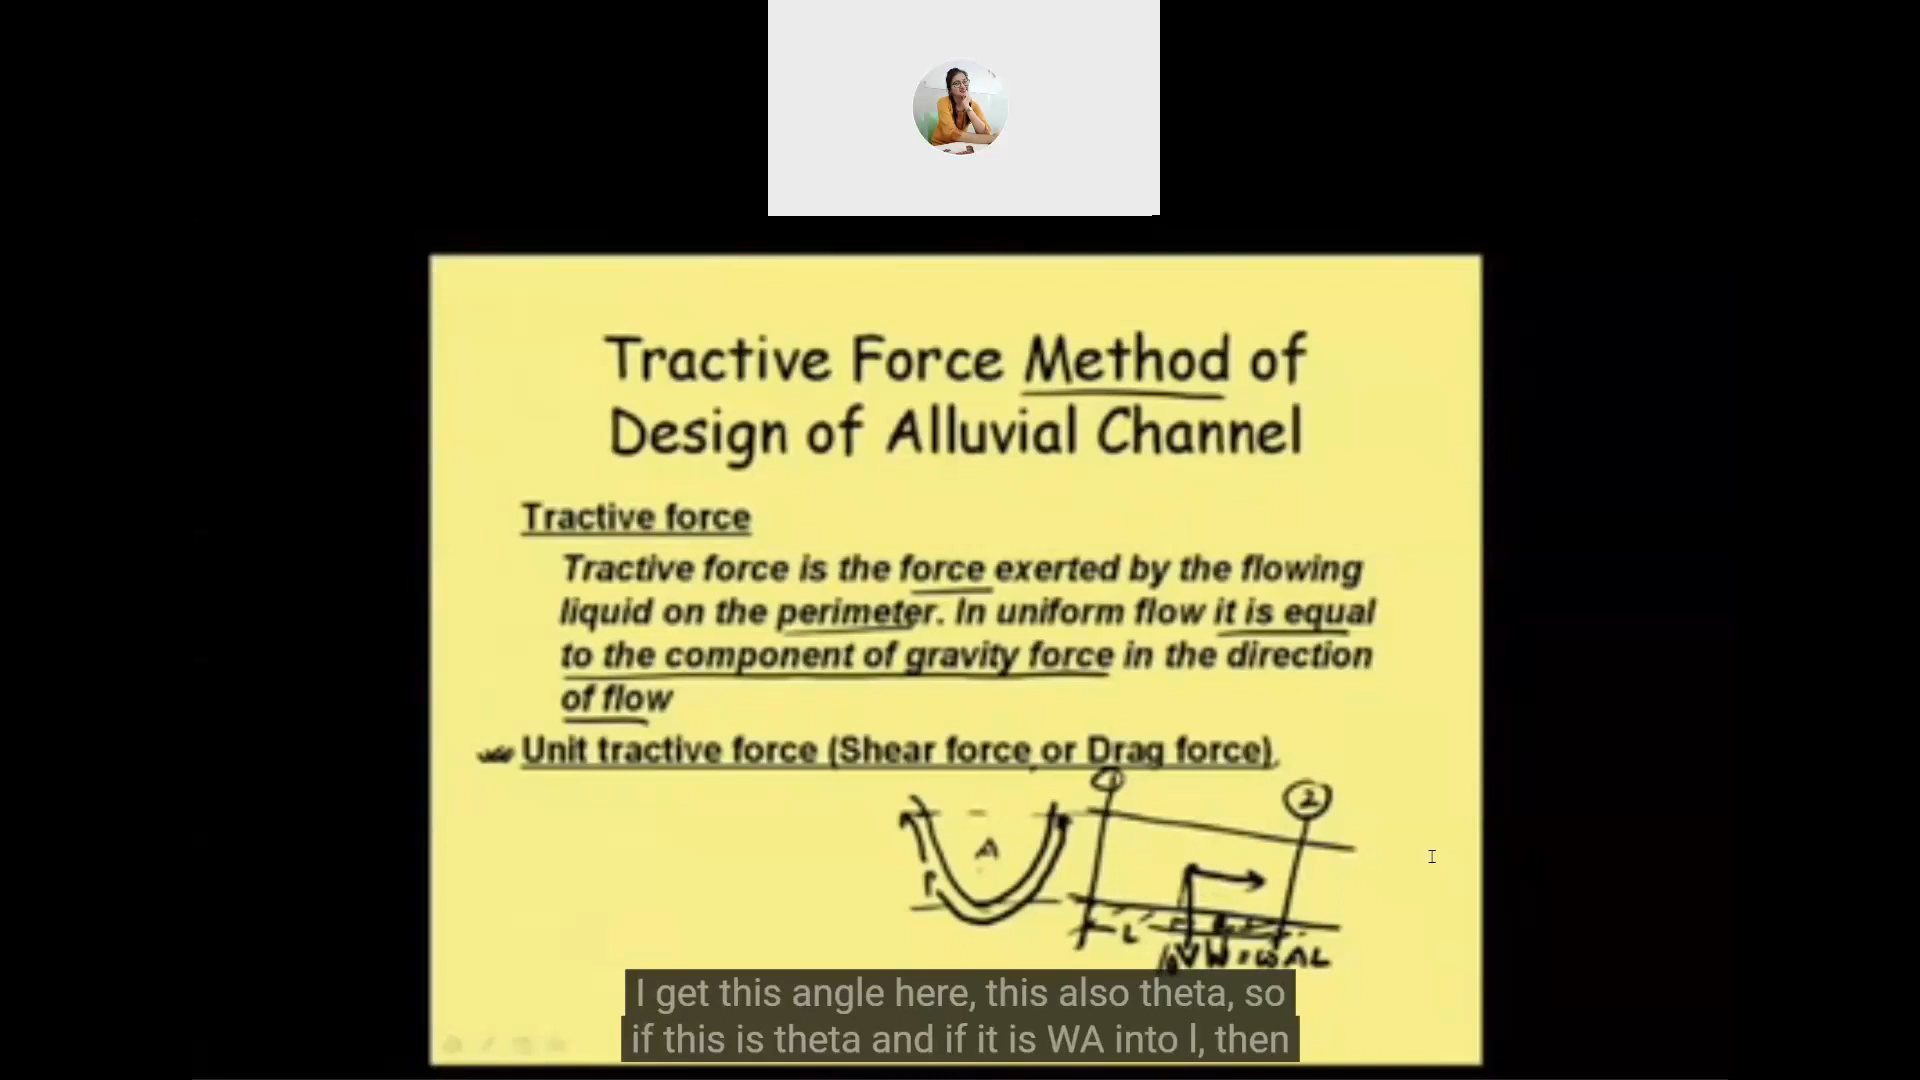 Tractive Force Method of
Design of Alluvial Channel
Tractive force
Tractive force is the force exerted by the flowing
liquid on the perimeter. In uniform flow it is equal
to the component of gravity force in the direction
of flow
Unit tractive force (Shear force or Drag force)
1
2
A
P
L
W = wAL
I get this angle here, this also theta, so
if this is theta and if it is WA into l, then